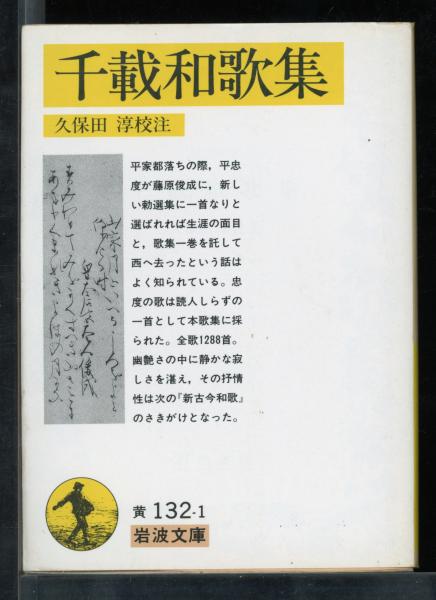 千載和歌集
久保田 淳校注
平家都落ちの際，平忠
度が藤原俊成に，新し
い勅選集に一首なりと
選ばれれば生涯の面目
と，歌集一巻を託して
西へ去ったという話は
よく知られている。忠
度の歌は読人しらずの
一首として本歌集に採
られた。全歌1288首。
幽艶さの中に静かな寂
しさを湛え，その抒情
性は次の『新古今和歌』
のさきがけとなった。
黄 132-1
岩波文庫